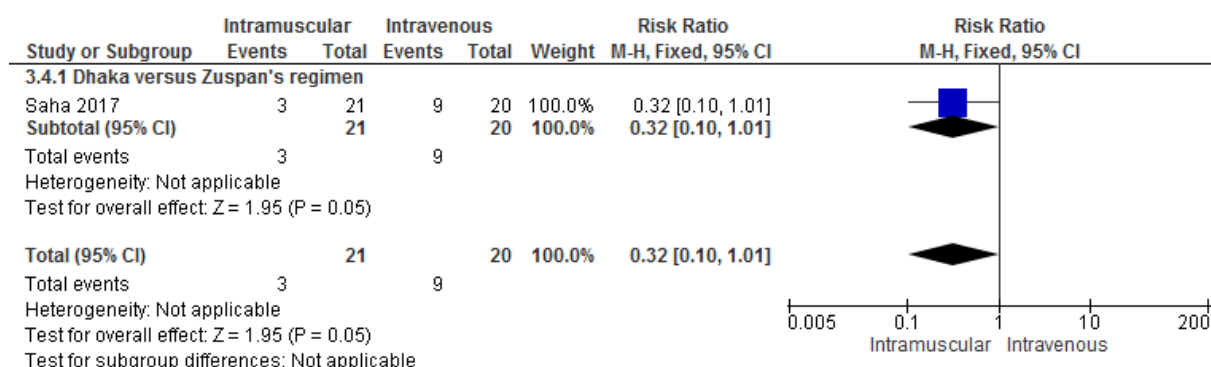 Intramuscular Intravenous Risk Ratio Risk Ratio
Study or Subgroup Events Total Events Total Weight M-H, Fixed, 95% CI M-H, Fixed, 95% CI
3.4.1 Dhaka versus Zuspan's regimen
Saha 2017 3 21 9 20 100.0% 0.32 [0.10, 1.01]
Subtotal (95% CI) 21 20 100.0% 0.32 [0.10, 1.01]
Total events 3 9
Heterogeneity: Not applicable
Test for overall effect: Z = 1.95 (P = 0.05)
Total (95% CI) 21 20 100.0% 0.32 [0.10, 1.01]
Total events 3 9
Heterogeneity: Not applicable
Test for overall effect: Z = 1.95 (P = 0.05)
Test for subgroup differences: Not applicable
0.005 0.1 1 10 200
Intramuscular Intravenous